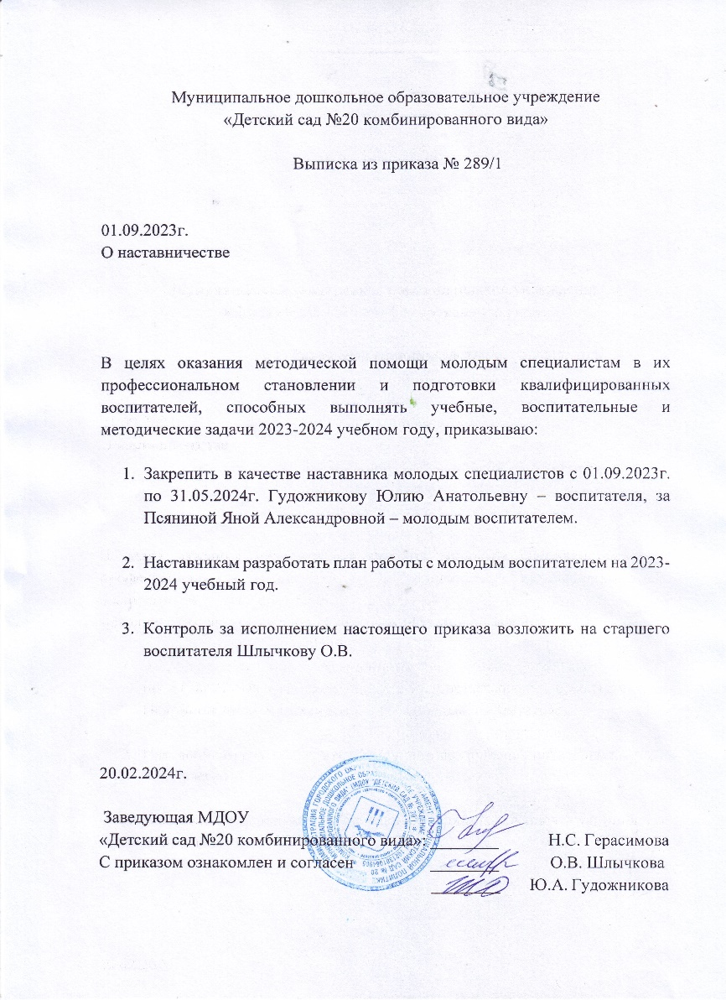 Муниципальное дошкольное образовательное учреждение
«Детский сад №20 комбинированного вида»
Выписка из приказа № 289/1
01.09.2023г.
О наставничестве
В целях оказания методической помощи молодым специалистам в их
профессиональном становлении и подготовки квалифицированных
воспитателей, способных выполнять учебные, воспитательные и
методические задачи 2023-2024 учебном году, приказываю:
1. Закрепить в качестве наставника молодых специалистов с 01.09.2023г.
по 31.05.2024г. Гудожникову Юлию Анатольевну – воспитателя, за
Псяниной Яной Александровной – молодым воспитателем.
2. Наставникам разработать план работы с молодым воспитателем на 2023-
2024 учебный год.
3. Контроль за исполнением настоящего приказа возложить на старшего
воспитателя Шлычкову О.В.
20.02.2024г.
Заведующая МДОУ
«Детский сад №20 комбинированного вида»: Н.С. Герасимова
С приказом ознакомлен и согласен О.В. Шлычкова
Ю.А. Гудожникова